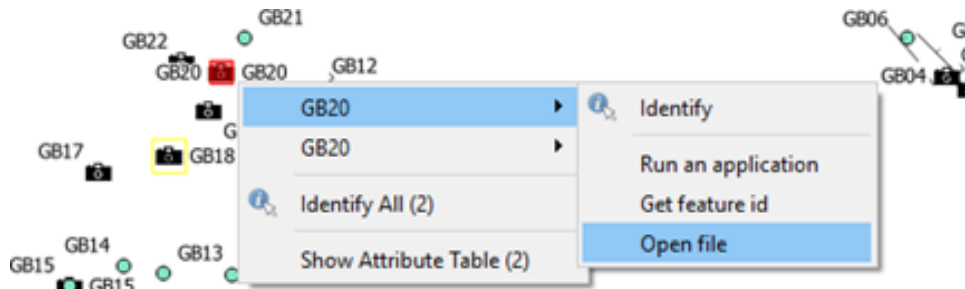 GB21
GB06
GB22
GB20
GB20
GB12
GB04
GB20
Identify
GB20
GB17
GB18
Run an application
Identify All (2)
Get feature id
Open file
GB14
GB13
Show Attribute Table (2)
GB15
GB15